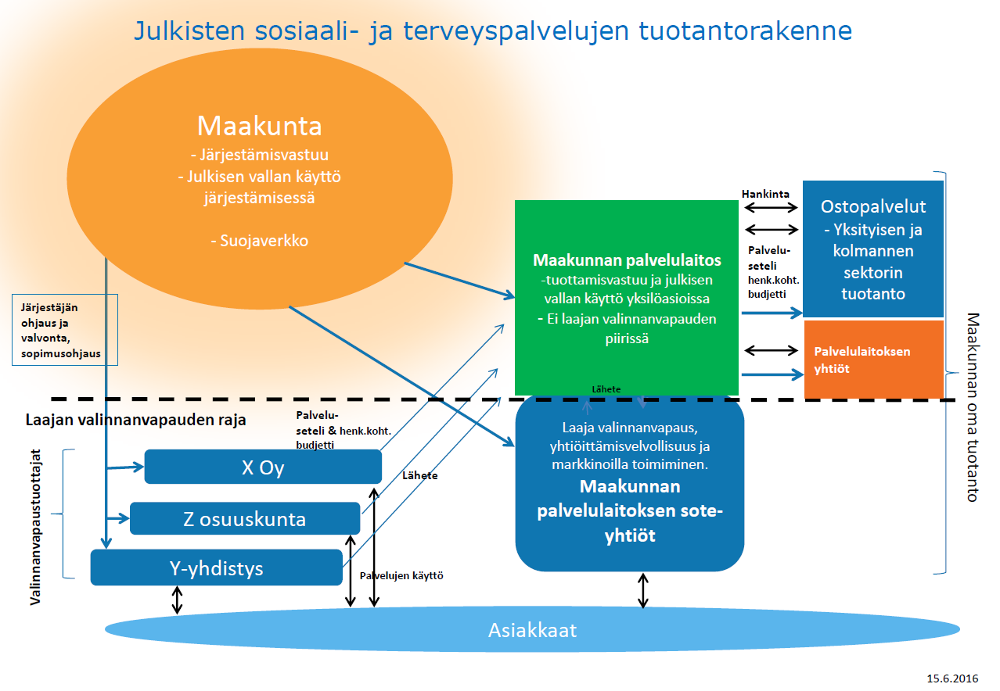 Julkisten sosiaali- ja terveyspalvelujen tuotantorakenne
Maakunta
- Järjestämisvastuu
- Julkisen vallan käyttö
järjestämisessä
- Suojaverkko
Järjestäjän
ohjaus ja
valvonta,
sopimusohjaus
Maakunnan palvelulaitos
-tuottamisvastuu ja julkisen
vallan käyttö yksilöasioissa
- Ei laajan valinnanvapauden
piirissä
Hankinta
Palvelu-
seteli
henk.koht.
budjetti
Ostopalvelut
- Yksityisen ja
kolmannen
sektorin
tuotanto
Palvelulaitoksen
yhtiöt
Maakunnan oma tuotanto
Lähete
Laajan valinnanvapauden raja
Palvelu-
seteli & henk.koht.
budjetti
Valinnanvapaustuottajat
X Oy
Z osuuskunta
Y-yhdistys
Lähete
Palvelujen käyttö
Laaja valinnanvapaus,
yhtiöittämisvelvollisuus ja
markkinoilla toimiminen.
Maakunnan
palvelulaitoksen sote-
yhtiöt
Asiakkaat
15.6.2016